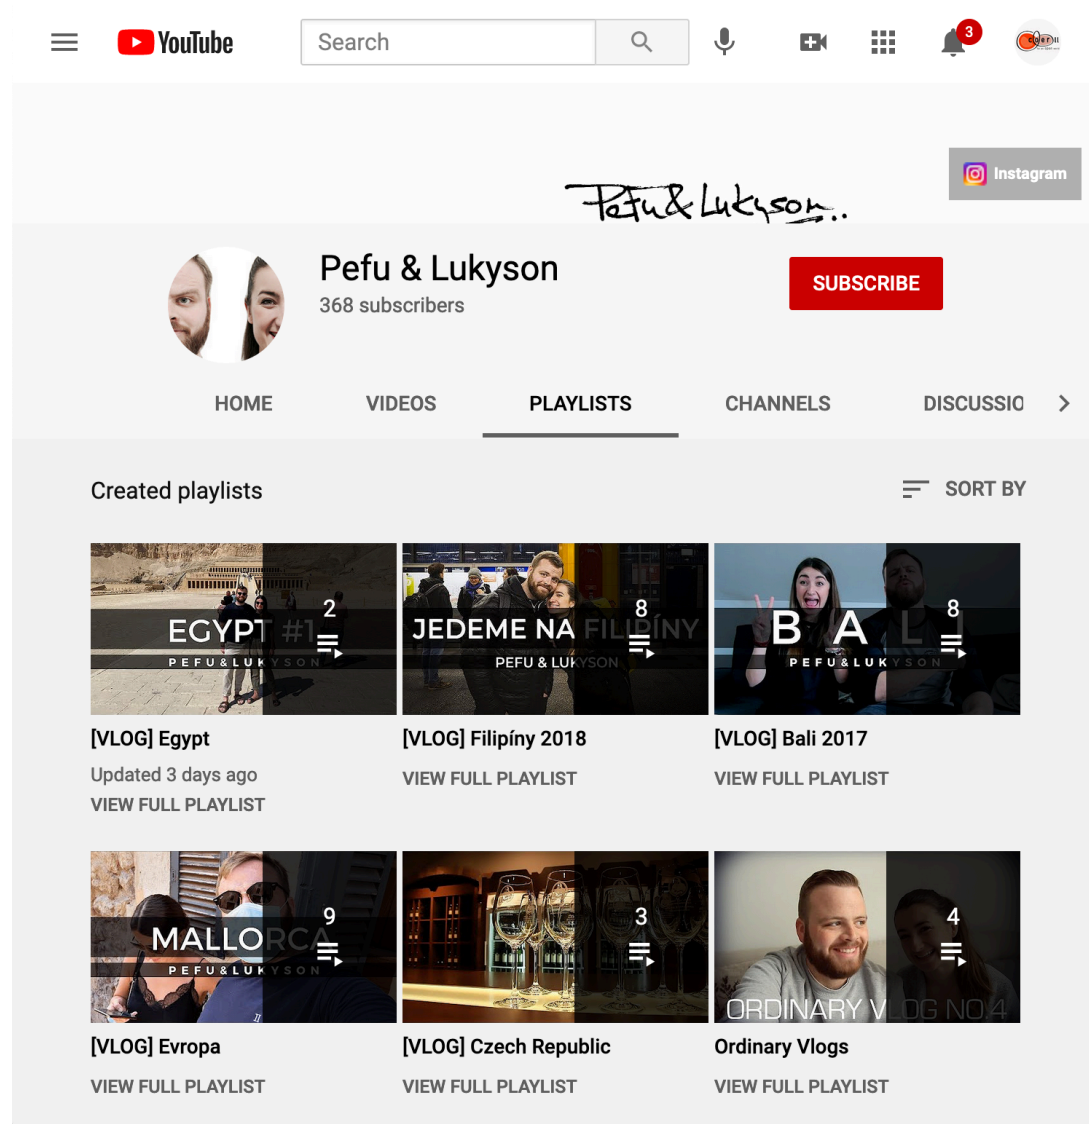 YouTube
Search
3
Instagram
Pefu & Lukyson..
Pefu & Lukyson
368 subscribers
SUBSCRIBE
HOME VIDEOS PLAYLISTS CHANNELS DISCUSSIO
Created playlists
SORT BY
EGYPT #1
PEFU&LUKYSON
2
JEDEME NA FILIPÍNY
PEFU & LUKYSON
8
BALI
PEFU&LUKYSON
8
[VLOG] Egypt
Updated 3 days ago
VIEW FULL PLAYLIST
[VLOG] Filipíny 2018
VIEW FULL PLAYLIST
[VLOG] Bali 2017
VIEW FULL PLAYLIST
MALLORCA
PEFU&LUKYSON
9
3
ORDINARY VLOG NO.4
4
[VLOG] Evropa
VIEW FULL PLAYLIST
[VLOG] Czech Republic
VIEW FULL PLAYLIST
Ordinary Vlogs
VIEW FULL PLAYLIST